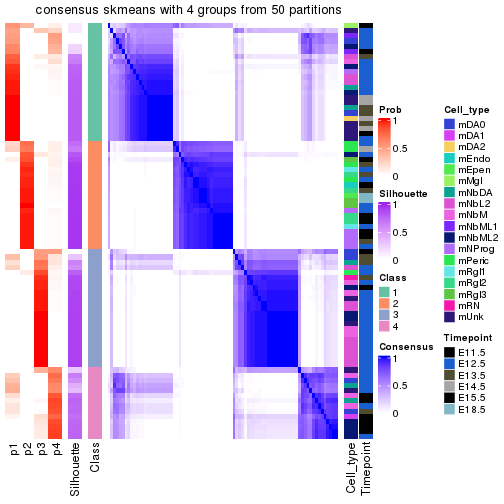 consensus skmeans with 4 groups from 50 partitions
p1
p2
p3
p4
Silhouette
Class
Cell_type
Timepoint
Prob
1
0.5
0
Silhouette
1
0.5
0
Class
1
2
3
4
Consensus
1
0.5
0
Cell_type
mDA0
mDA1
mDA2
mEndo
mEpen
mMgl
mNbDA
mNbL2
mNbM
mNbML1
mNbML2
mNProg
mPeric
mRgl1
mRgl2
mRgl3
mRN
mUnk
Timepoint
E11.5
E12.5
E13.5
E14.5
E15.5
E18.5